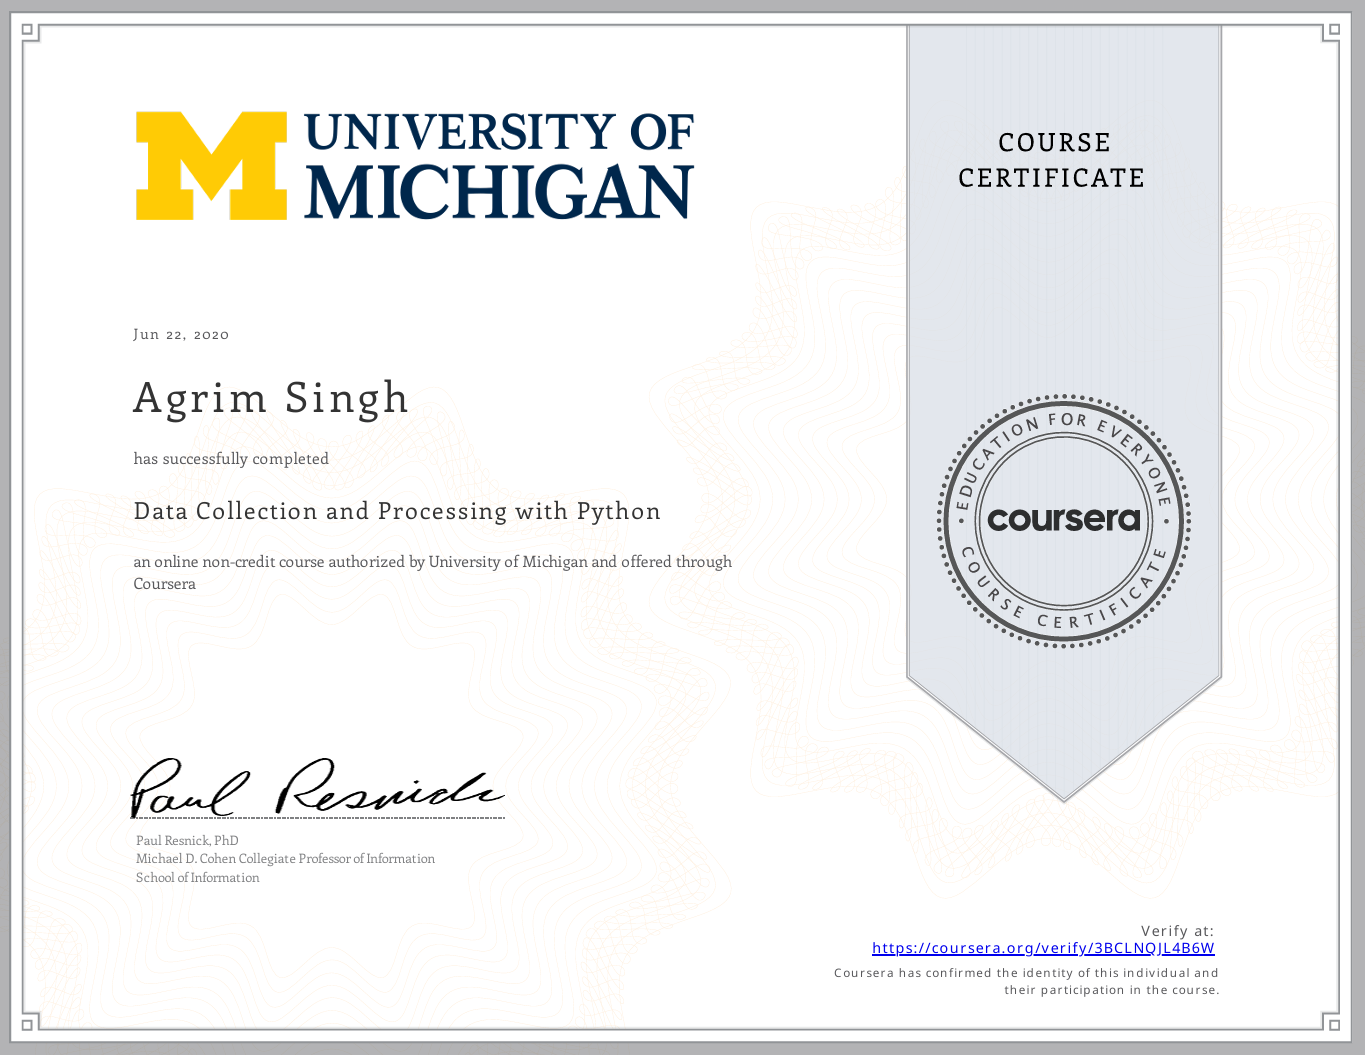 UNIVERSITY OF
MICHIGAN
COURSE
CERTIFICATE
Jun 22, 2020
Agrim Singh
has successfully completed
Data Collection and Processing with Python
an online non-credit course authorized by University of Michigan and offered through
Coursera
EDUCATION FOR EVERYONE
coursera
COURSE CERTIFICATE
Paul Resnick
Paul Resnick, PhD
Michael D. Cohen Collegiate Professor of Information
School of Information
Verify at:
https://coursera.org/verify/3BCLNQJL4B6W
Coursera has confirmed the identity of this individual and
their participation in the course.